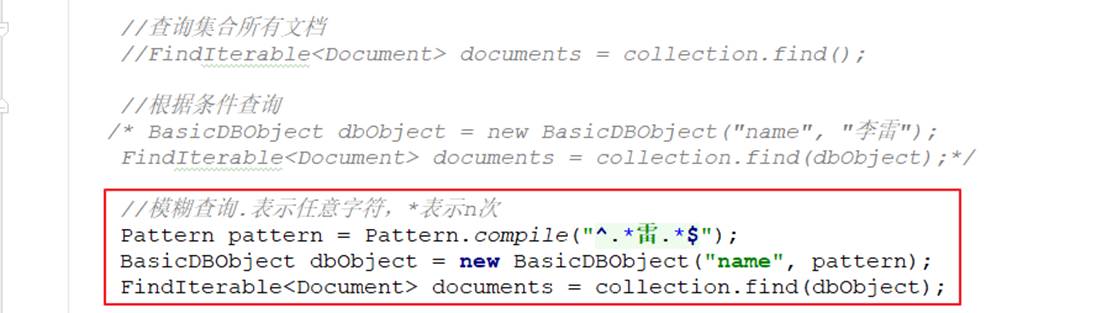 //查询集合所有文档
//FindIterable<Document> documents = collection.find();
//根据条件查询
/* BasicDBObject dbObject = new BasicDBObject("name", "李雷");
FindIterable<Document> documents = collection.find(dbObject);*/
//模糊查询.表示任意字符，*表示n次
Pattern pattern = Pattern.compile("^.*雷.*$");
BasicDBObject dbObject = new BasicDBObject("name", pattern);
FindIterable<Document> documents = collection.find(dbObject);